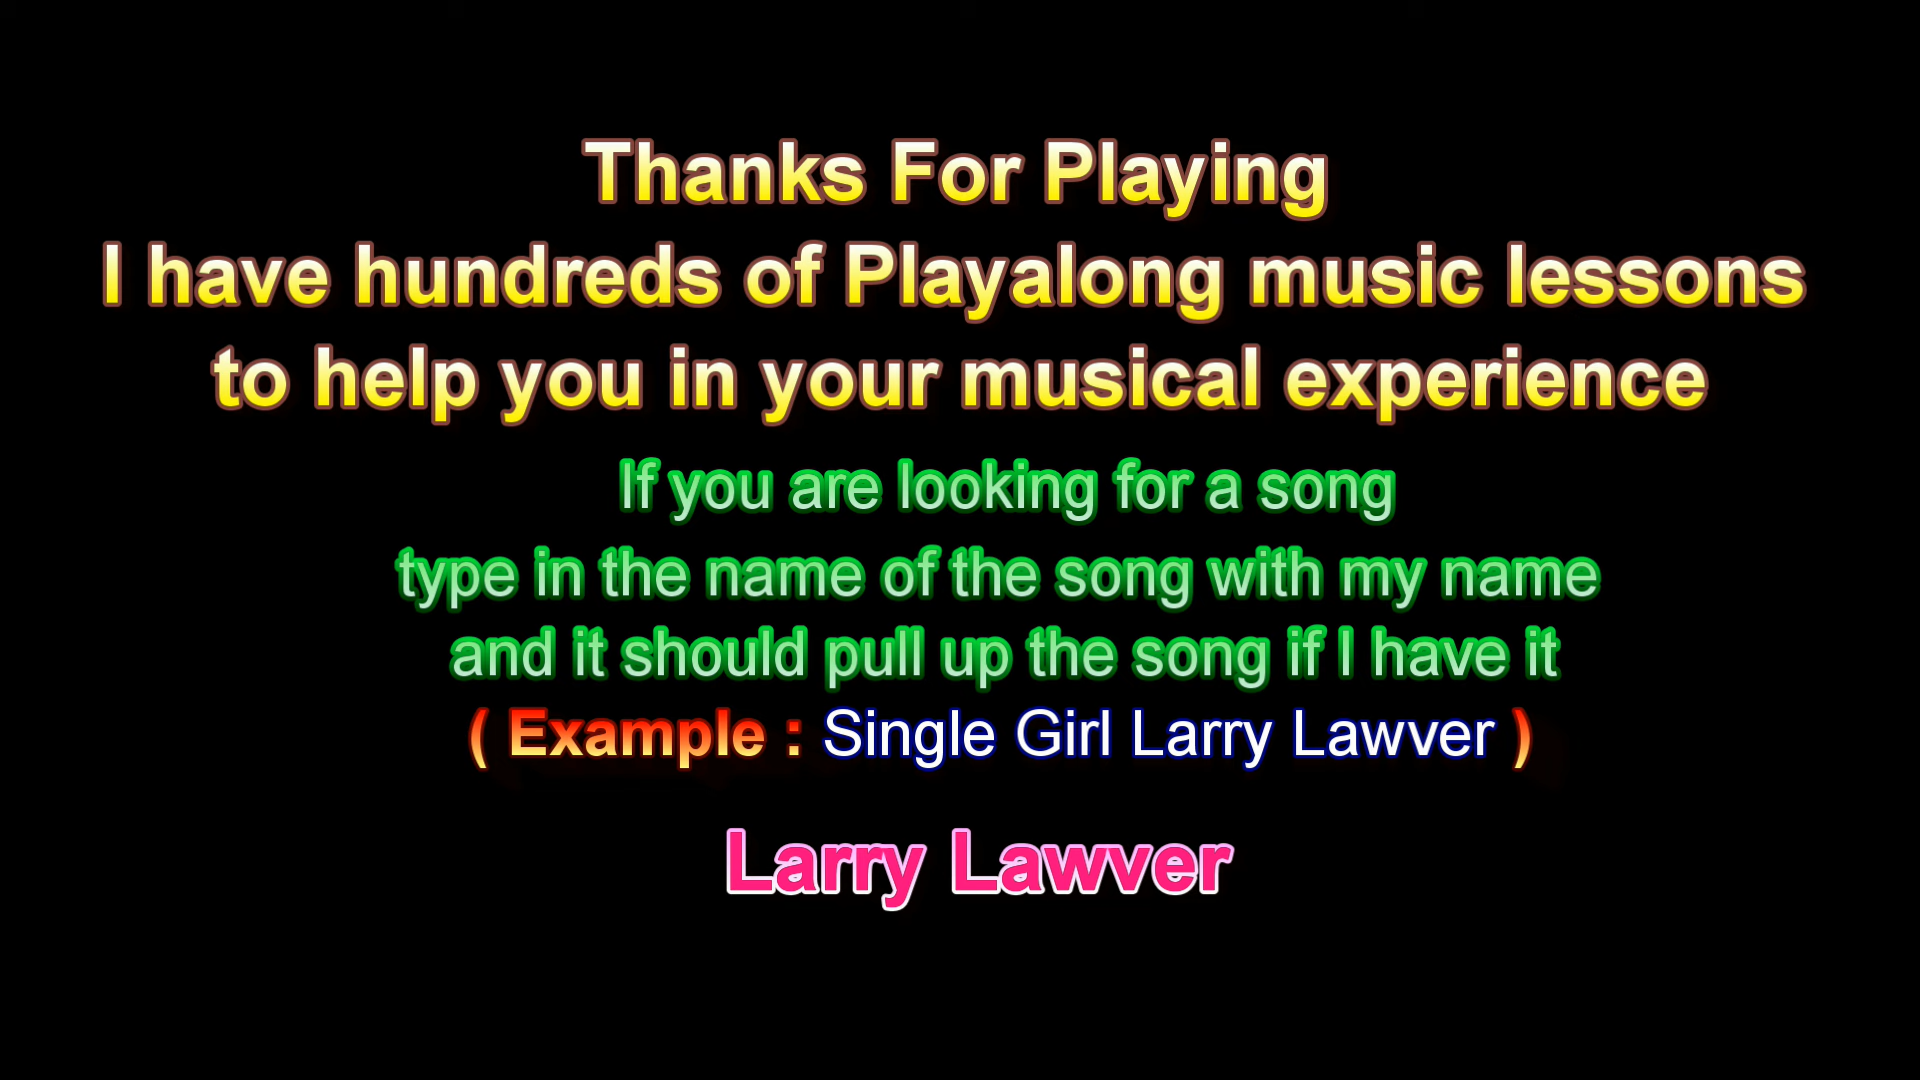 Thanks For Playing
I have hundreds of Playalong music lessons
to help you in your musical experience
If you are looking for a song
type in the name of the song with my name
and it should pull up the song if I have it
( Example : Single Girl Larry Lawver )
Larry Lawver